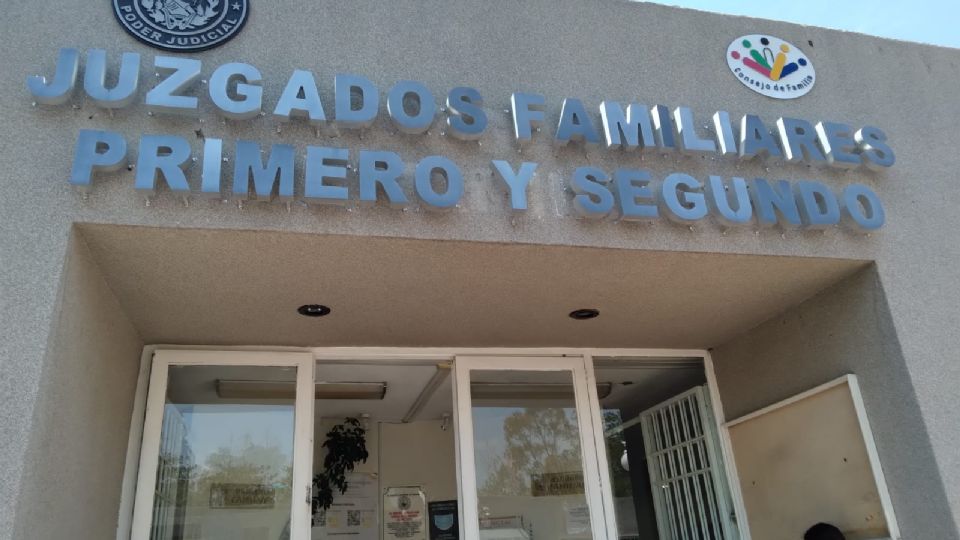 PODER JUDICIAL
Consejo de Familia
JUZGADOS FAMILIARES
PRIMERO Y SEGUNDO